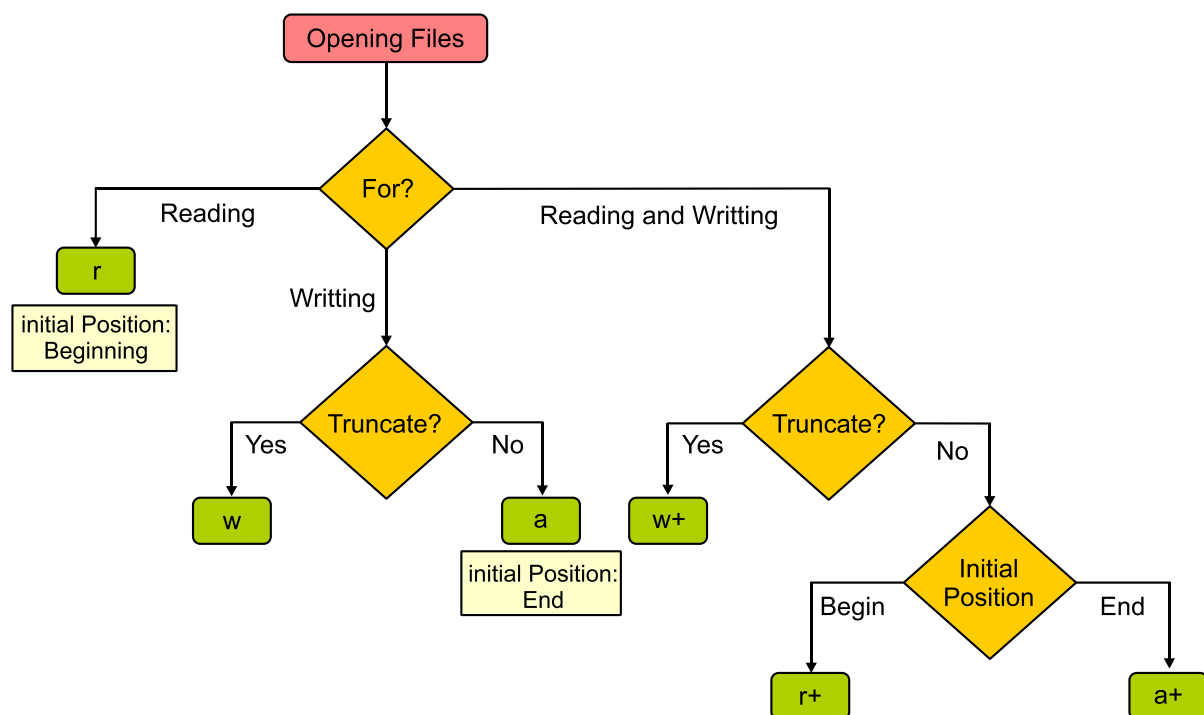 Opening Files
For?
Reading
Reading and Writting
r
initial Position:
Beginning
Writting
Truncate?
Yes
No
w
a
initial Position:
End
Truncate?
Yes
No
w+
Initial
Position
Begin
End
r+
a+